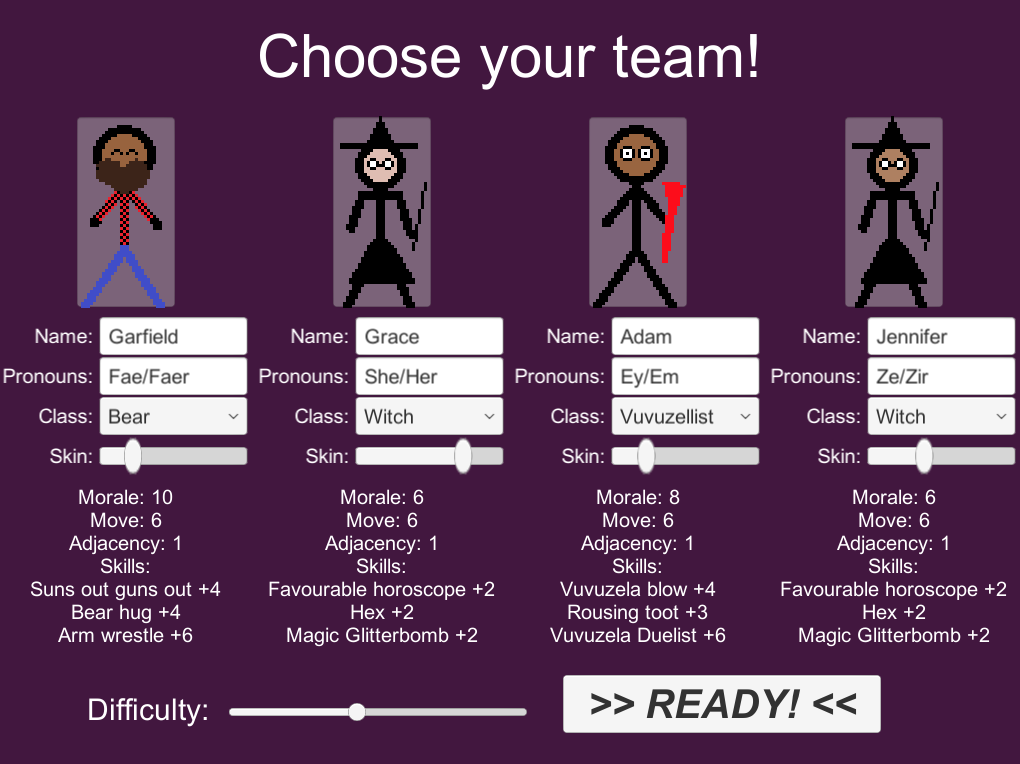 Choose your team!
Name: Garfield
Pronouns: Fae/Faer
Class: Bear
Skin:
Morale: 10
Move: 6
Adjacency: 1
Skills:
Suns out guns out +4
Bear hug +4
Arm wrestle +6
Name: Grace
Pronouns: She/Her
Class: Witch
Skin:
Morale: 6
Move: 6
Adjacency: 1
Skills:
Favourable horoscope +2
Hex +2
Magic Glitterbomb +2
Name: Adam
Pronouns: Ey/Em
Class: Vuvuzellist
Skin:
Morale: 8
Move: 6
Adjacency: 1
Skills:
Vuvuzela blow +4
Rousing toot +3
Vuvuzela Duelist +6
Name: Jennifer
Pronouns: Ze/Zir
Class: Witch
Skin:
Morale: 6
Move: 6
Adjacency: 1
Skills:
Favourable horoscope +2
Hex +2
Magic Glitterbomb +2
Difficulty:
>> READY! <<